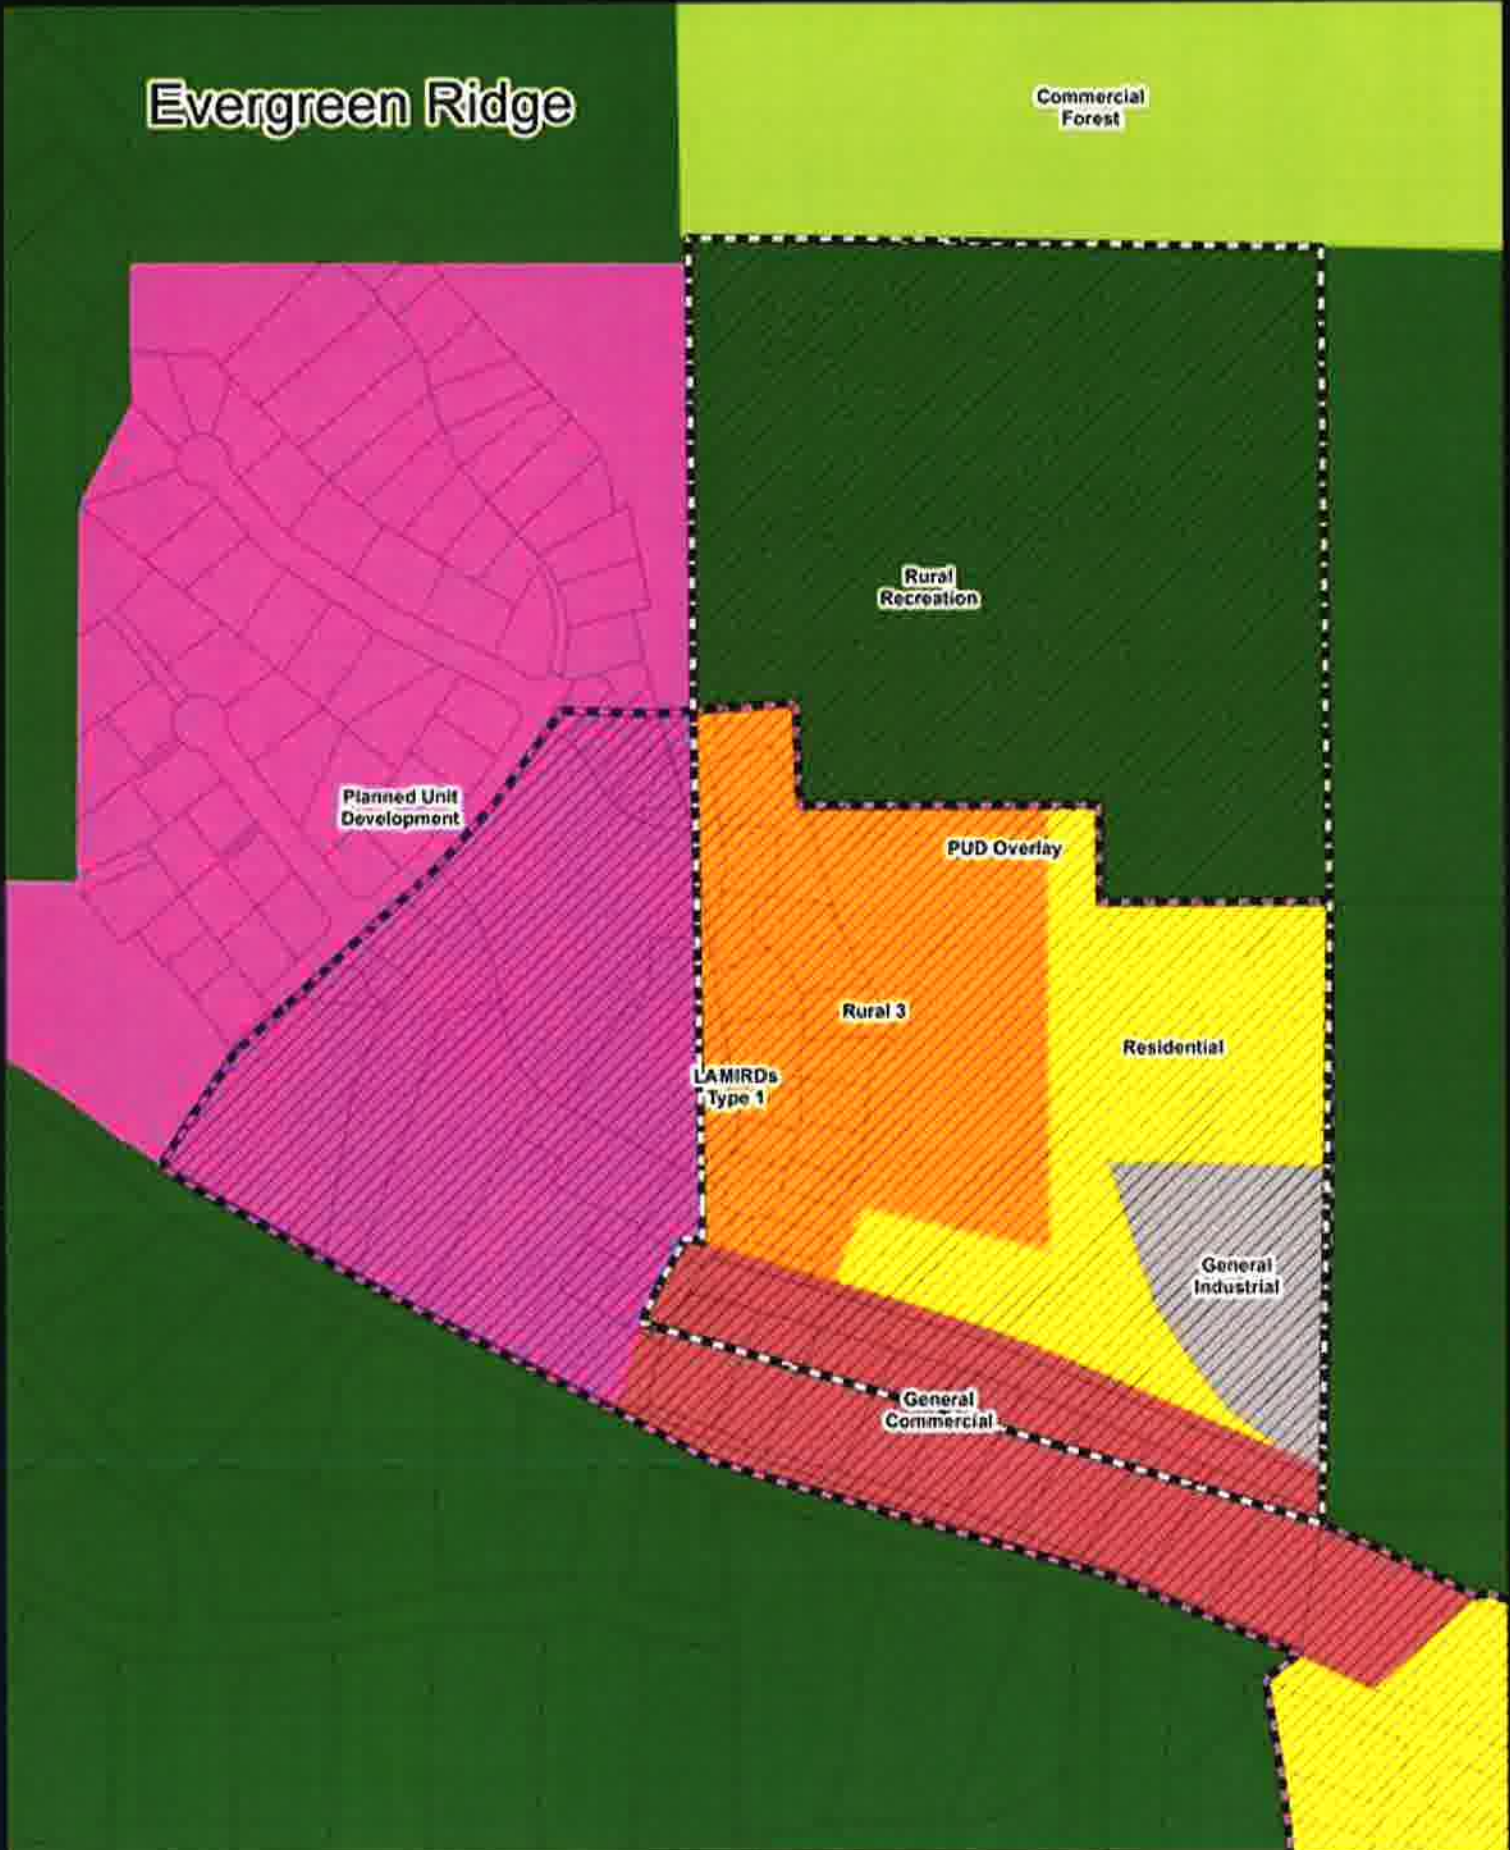 Evergreen Ridge
Commercial
Forest
Rural
Recreation
Planned Unit
Development
PUD Overlay
Rural 3
Residential
LAMIRDs
Type 1
General
Industrial
General
Commercial